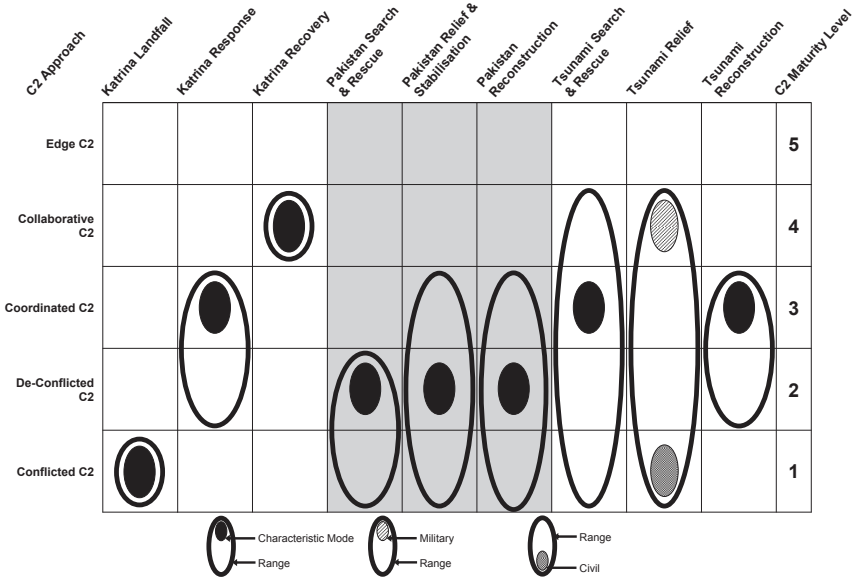 C2 Approach
Katrina Landfall
Katrina Response
Katrina Recovery
Pakistan Search
& Rescue
Pakistan Relief &
Stabilisation
Pakistan
Reconstruction
Tsunami Search
& Rescue
Tsunami Relief
Tsunami
Reconstruction
C2 Maturity Level
Edge C2
5
Collaborative
C2
4
Coordinated C2
3
De-Conflicted
C2
2
Conflicted C2
1
Characteristic Mode
Range
Military
Range
Range
Civil